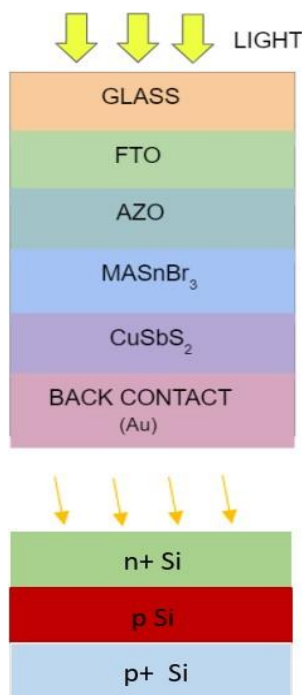 LIGHT
GLASS
FTO
AZO
MASnBr₃
CuSbS₂
BACK CONTACT
(Au)
n+ Si
p Si
p+ Si